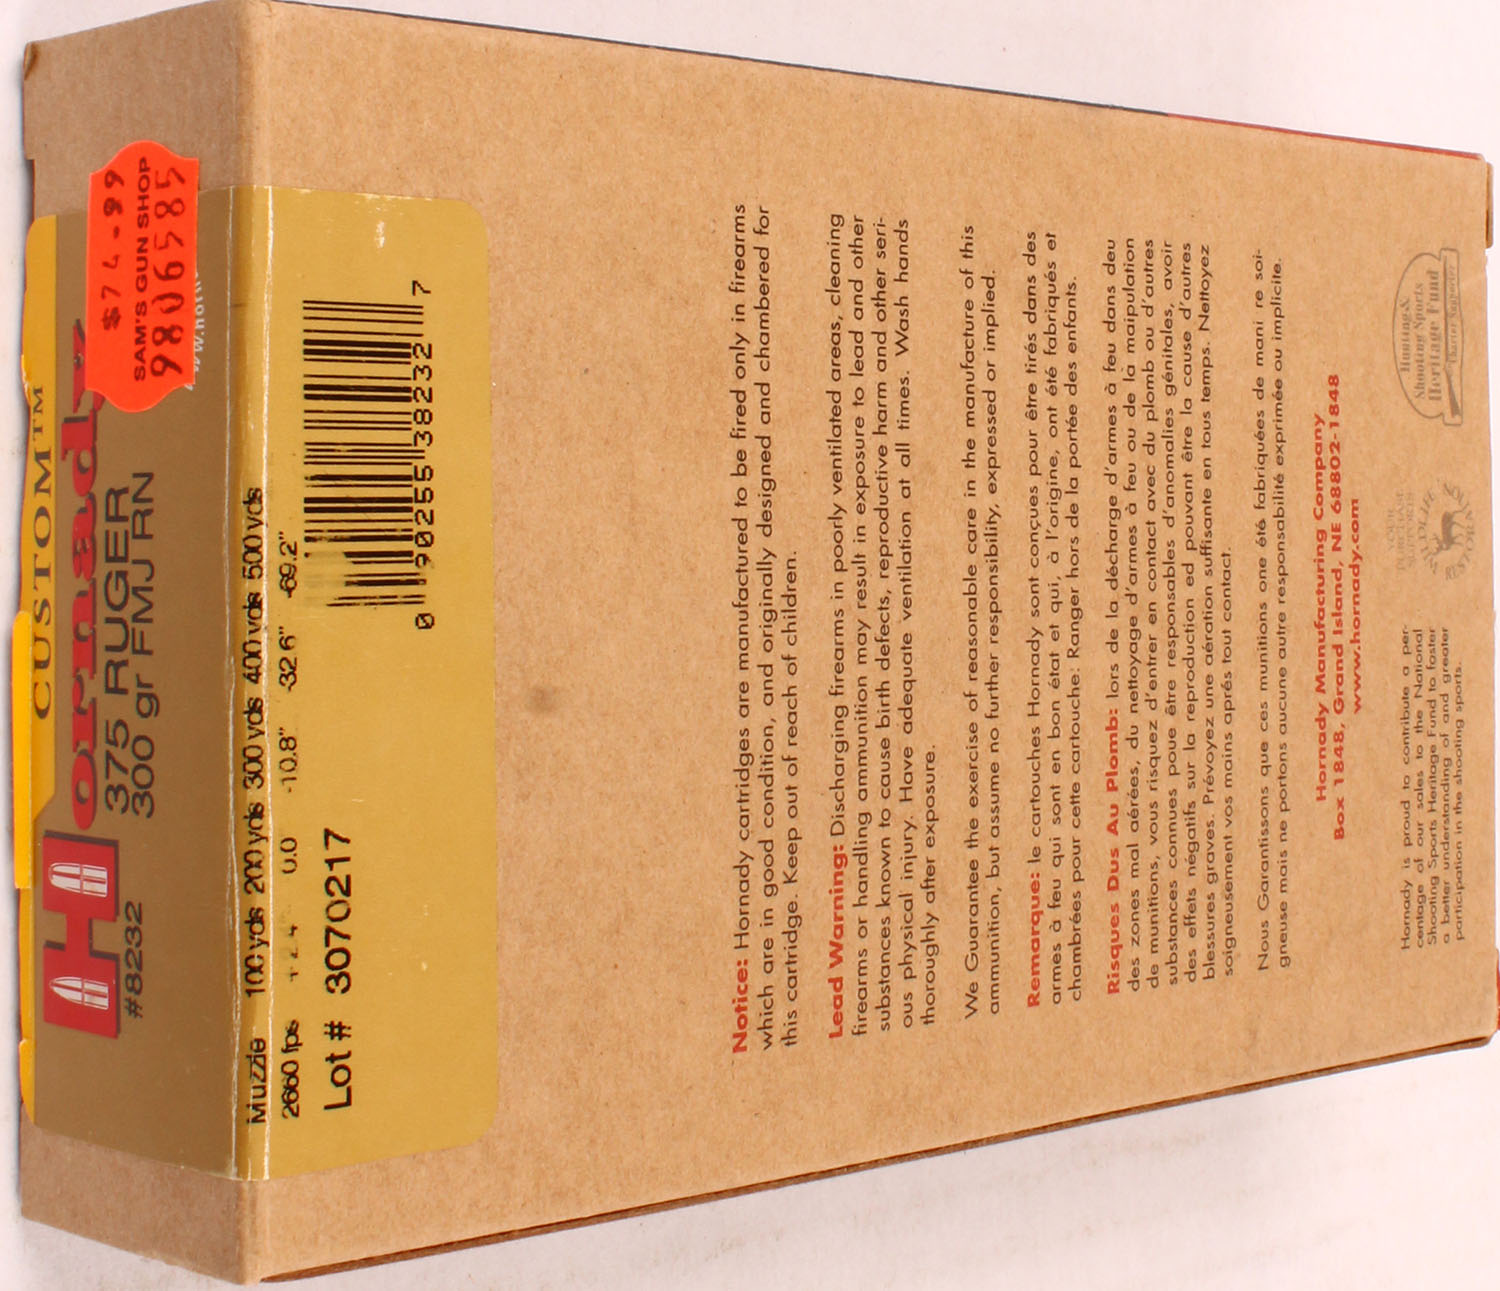 CUSTOM™
Hornady
375 RUGER
300 gr FMJ RN
#8232
$74.99
SAM'S GUN SHOP
9806585
Muzzle 100 yds 200 yds 300 yds 400 yds 500 yds
2660 fps 0.0 -10.8" -32.6" -69.2"
Lot # 3070217
0 90255 38232 7
Notice: Hornady cartridges are manufactured to be fired only in firearms
which are in good condition, and originally designed and chambered for
this cartridge. Keep out of reach of children.
Lead Warning: Discharging firearms in poorly ventilated areas, cleaning
firearms or handling ammunition may result in exposure to lead and other
substances known to cause birth defects, reproductive harm and other seri-
ous physical injury. Have adequate ventilation at all times. Wash hands
thoroughly after exposure.
We Guarantee the exercise of reasonable care in the manufacture of this
ammunition, but assume no further responsibility, expressed or implied.
Remarque: le cartouches Hornady sont conçues pour être tirés dans des
armes à feu qui sont en bon état et qui, à l'origine, ont été fabriqués et
chambrées pour cette cartouche: Ranger hors de la portée des enfants.
Risques Dus Au Plomb: lors de la décharge d'armes à feu dans deu
des zones mal aérées, du nettoyage d'armes à feu ou de la maipulation
de munitions, vous risquez d'entrer en contact avec du plomb ou d'autres
substances connues poue être responsables d'anomalies génitales, avoir
des effets négatifs sur la reproduction ed pouvant être la cause d'autres
blessures graves. Prévoyez une aération suffisante en tous temps. Nettoyez
soigneusement vos mains aprés tout contact.
Nous Garantissons que ces munitions one été fabriquées de mani re soi-
gneuse mais ne portons aucune autre responsabilité exprimée ou implicite.
Hornady Manufacturing Company
Box 1848, Grand Island, NE 68802-1848
www.hornady.com
Hornady is proud to contribute a per-
centage of our sales to the National
Shooting Sports Heritage Fund to foster
a better understanding of and greater
participation in the shooting sports.
YOUR
PURCHASE
SUPPORTS
WILDLIFE
RESTORATION
Hunting &
Shooting Sports
Heritage Fund
Charter Supporter